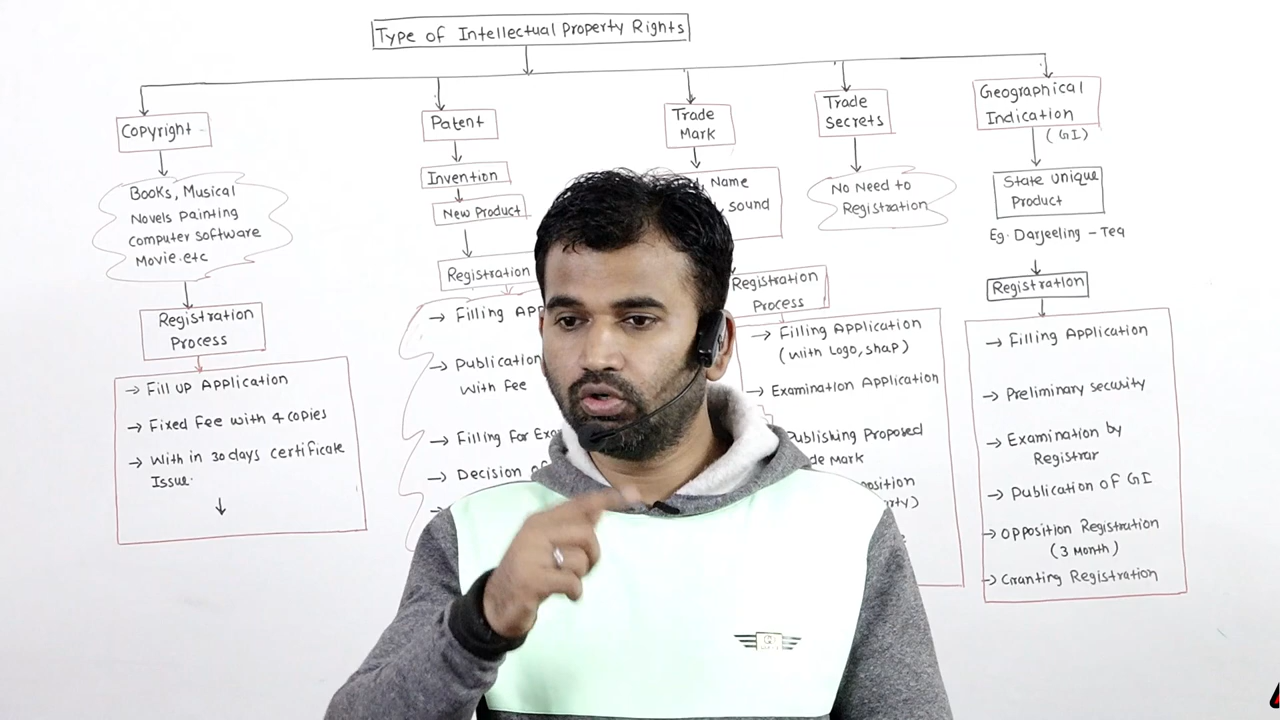 Type of Intellectual Property Rights
Copyright
Books, Musical
Novels painting
computer software
Movie.etc
Registration
Process
→ Fill up Application
→ Fixed Fee with 4 copies
→ With in 30 days certificate
Issue.
Patent
Invention
New Product
Registration
→ Filling
→ Publication
With Fee
→ Filling for
→ Decision
Trade
Mark
Name
sound
Registration
Process
→ Filling Application
(With Logo, shap)
→ Examination Application
Publishing Proposed
Mark
Trade
Secrets
No Need to
Registration
Geographical
Indication
(GI)
State unique
Product
Eg. Darjeeling - Tea
Registration
→ Filling Application
→ Preliminary security
→ Examination by
Registrar
→ Publication of GI
→ Opposition Registration
(3 Month)
→ Granting Registration